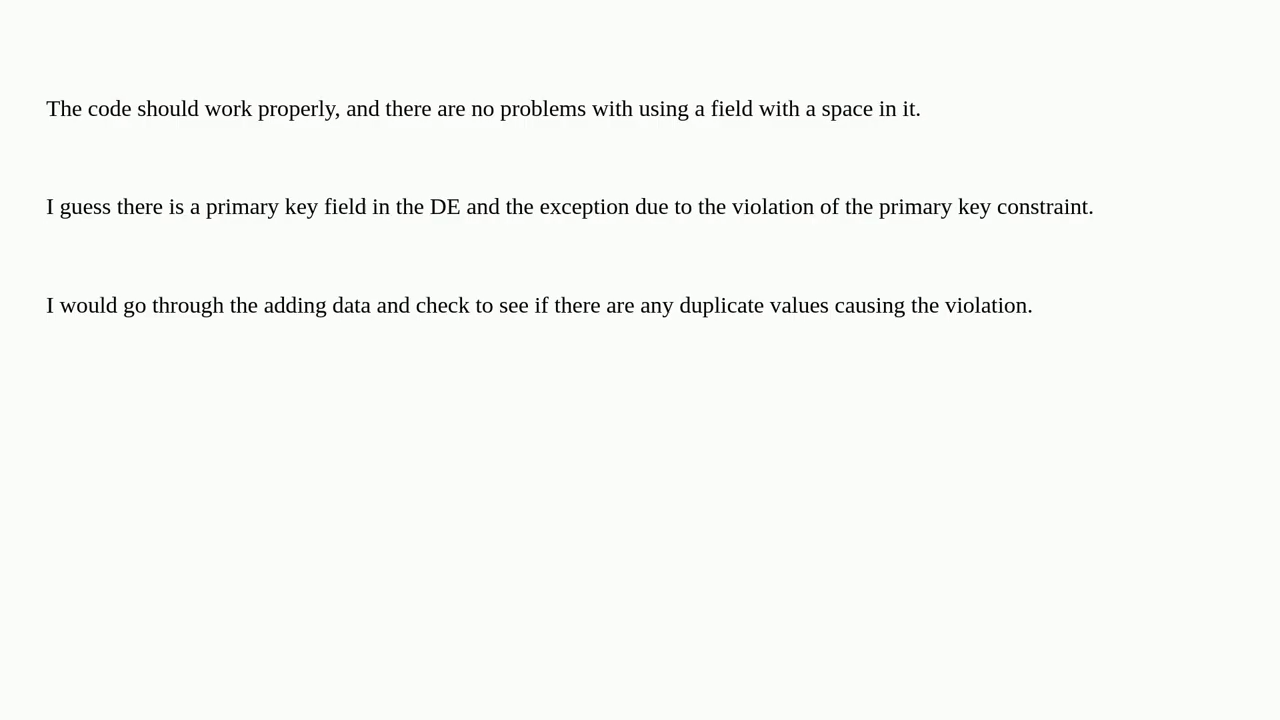 The code should work properly, and there are no problems with using a field with a space in it.
I guess there is a primary key field in the DE and the exception due to the violation of the primary key constraint.
I would go through the adding data and check to see if there are any duplicate values causing the violation.